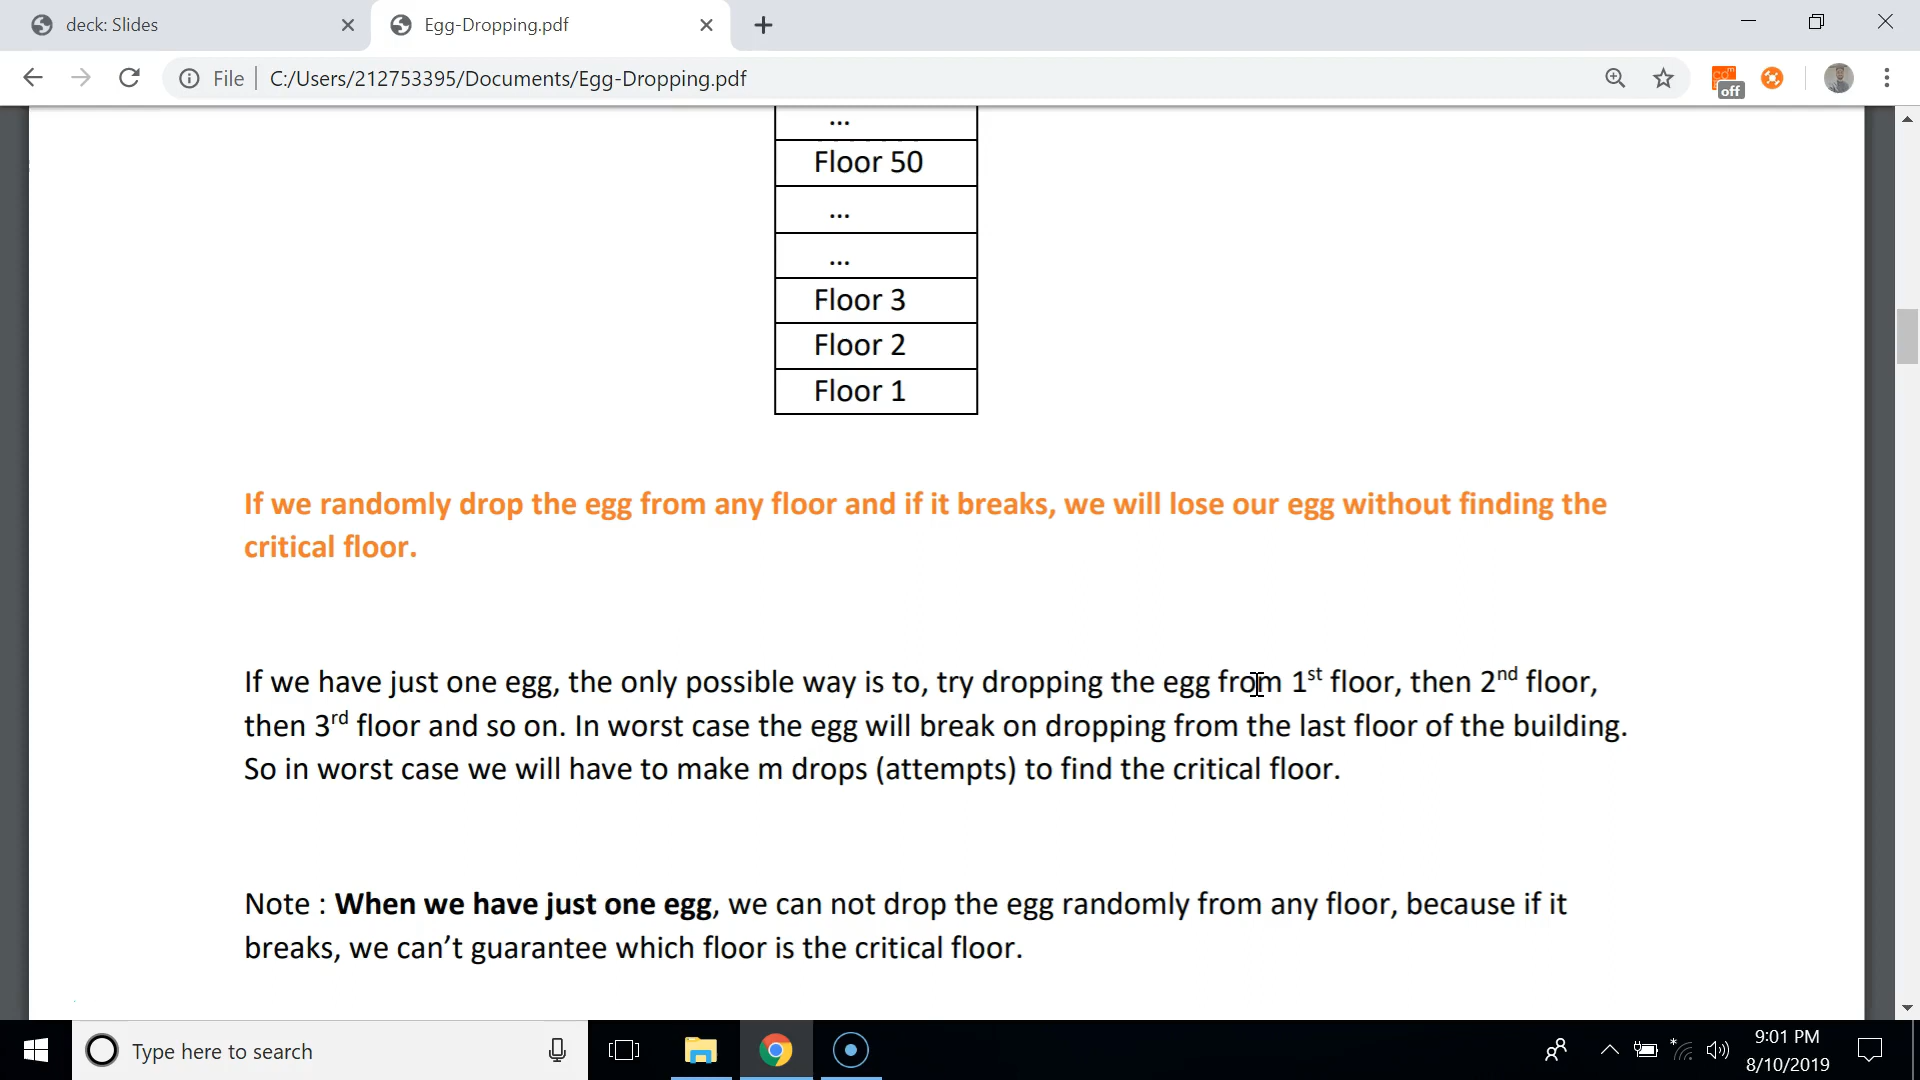 deck: Slides
Egg-Dropping.pdf
File
C:/Users/212753395/Documents/Egg-Dropping.pdf
off
...
Floor 50
...
...
Floor 3
Floor 2
Floor 1
If we randomly drop the egg from any floor and if it breaks, we will lose our egg without finding the
critical floor.
If we have just one egg, the only possible way is to, try dropping the egg from 1st floor, then 2nd floor,
then 3rd floor and so on. In worst case the egg will break on dropping from the last floor of the building.
So in worst case we will have to make m drops (attempts) to find the critical floor.
Note : When we have just one egg, we can not drop the egg randomly from any floor, because if it
breaks, we can't guarantee which floor is the critical floor.
Type here to search
9:01 PM
8/10/2019